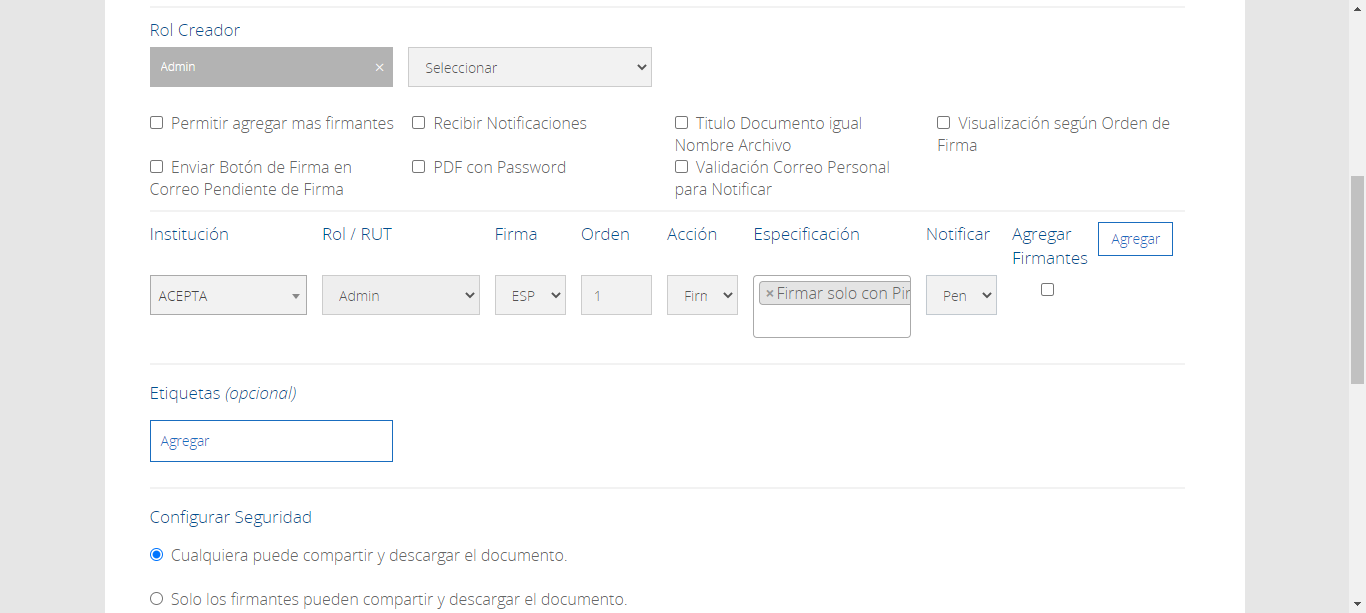 Rol Creador
Admin × Seleccionar
Permitir agregar mas firmantes Recibir Notificaciones Titulo Documento igual Visualización según Orden de
Nombre Archivo Firma
Enviar Botón de Firma en PDF con Password Validación Correo Personal
Correo Pendiente de Firma para Notificar
Institución Rol / RUT Firma Orden Acción Especificación Notificar Agregar Agregar
Firmantes
ACEPTA Admin ESP 1 Firn × Firmar solo con Pin Pen
Etiquetas (opcional)
Agregar
Configurar Seguridad
Cualquiera puede compartir y descargar el documento.
Solo los firmantes pueden compartir y descargar el documento.